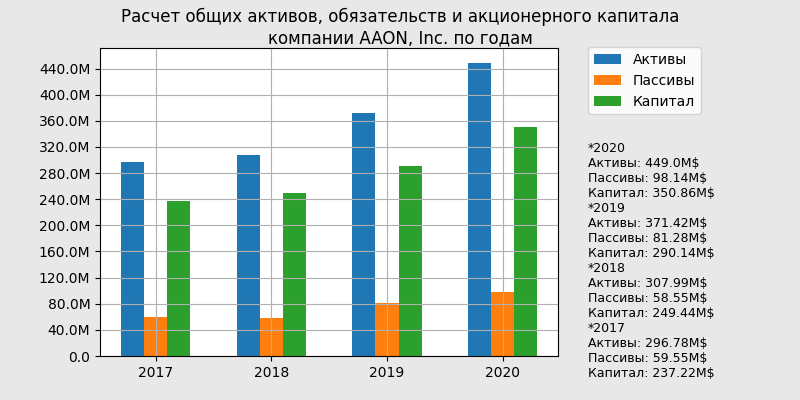 Расчет общих активов, обязательств и акционерного капитала
компании AAON, Inc. по годам
440.0M
400.0M
360.0M
320.0M
280.0M
240.0M
200.0M
160.0M
120.0M
80.0M
40.0M
0.0
2017 2018 2019 2020
Активы
Пассивы
Капитал
*2020
Активы: 449.0M$
Пассивы: 98.14M$
Капитал: 350.86M$
*2019
Активы: 371.42M$
Пассивы: 81.28M$
Капитал: 290.14M$
*2018
Активы: 307.99M$
Пассивы: 58.55M$
Капитал: 249.44M$
*2017
Активы: 296.78M$
Пассивы: 59.55M$
Капитал: 237.22M$